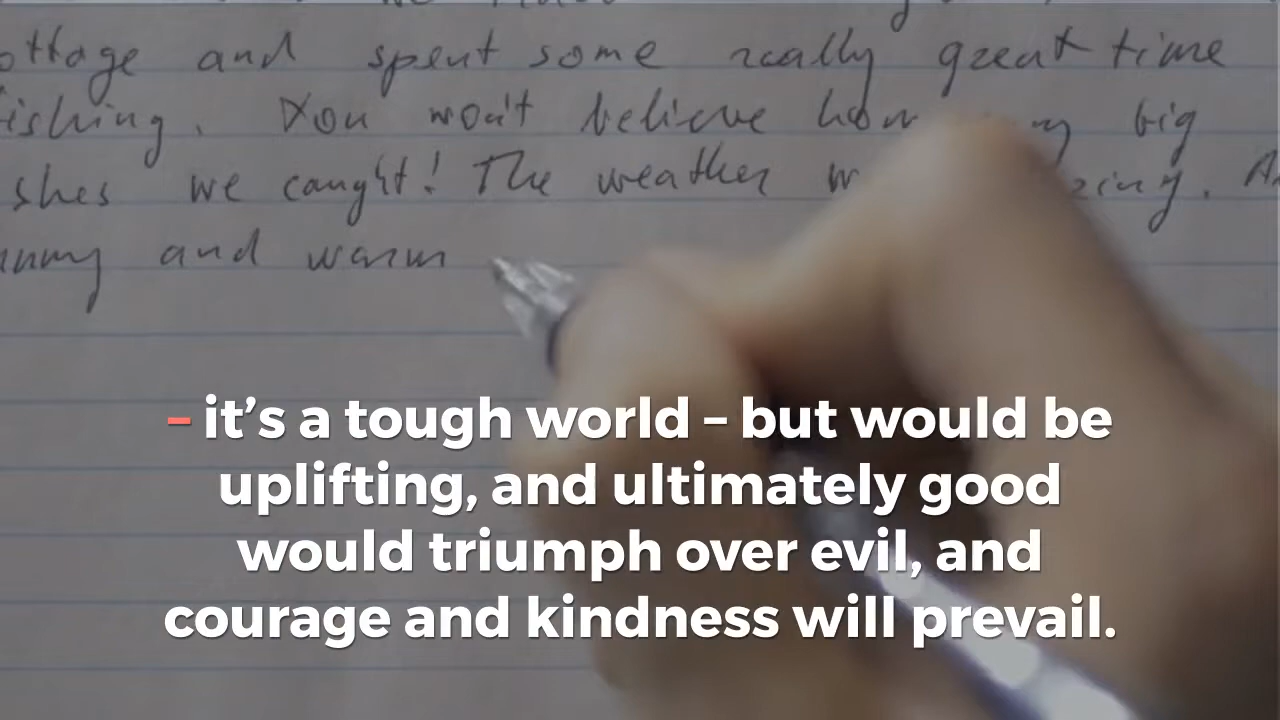 ottage and spent some really great time
fishing. You won't believe how big
shes we caught! The weather
and warm
– it's a tough world – but would be
uplifting, and ultimately good
would triumph over evil, and
courage and kindness will prevail.